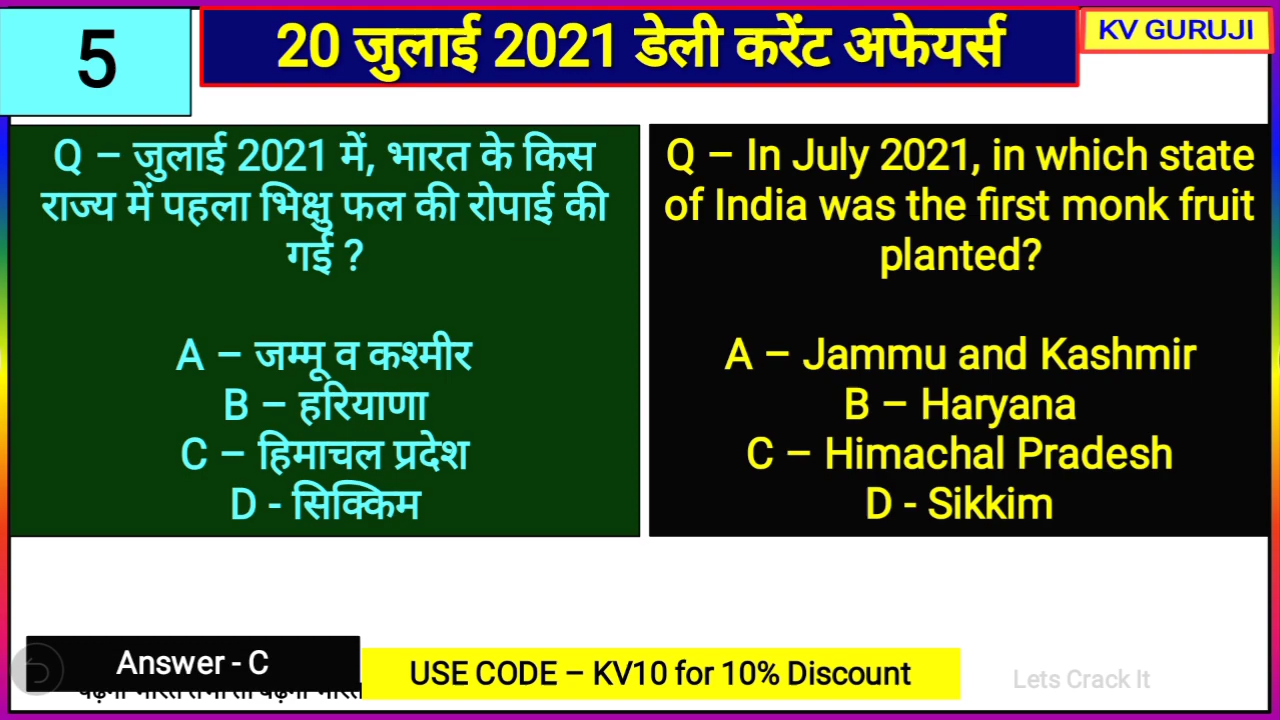 5
20 जुलाई 2021 डेली करेंट अफेयर्स
KV GURUJI
Q – जुलाई 2021 में, भारत के किस
राज्य में पहला भिक्षु फल की रोपाई की
गई ?
A – जम्मू व कश्मीर
B – हरियाणा
C – हिमाचल प्रदेश
D - सिक्किम
Q – In July 2021, in which state
of India was the first monk fruit
planted?
A – Jammu and Kashmir
B – Haryana
C – Himachal Pradesh
D - Sikkim
Answer - C
USE CODE – KV10 for 10% Discount
Lets Crack It